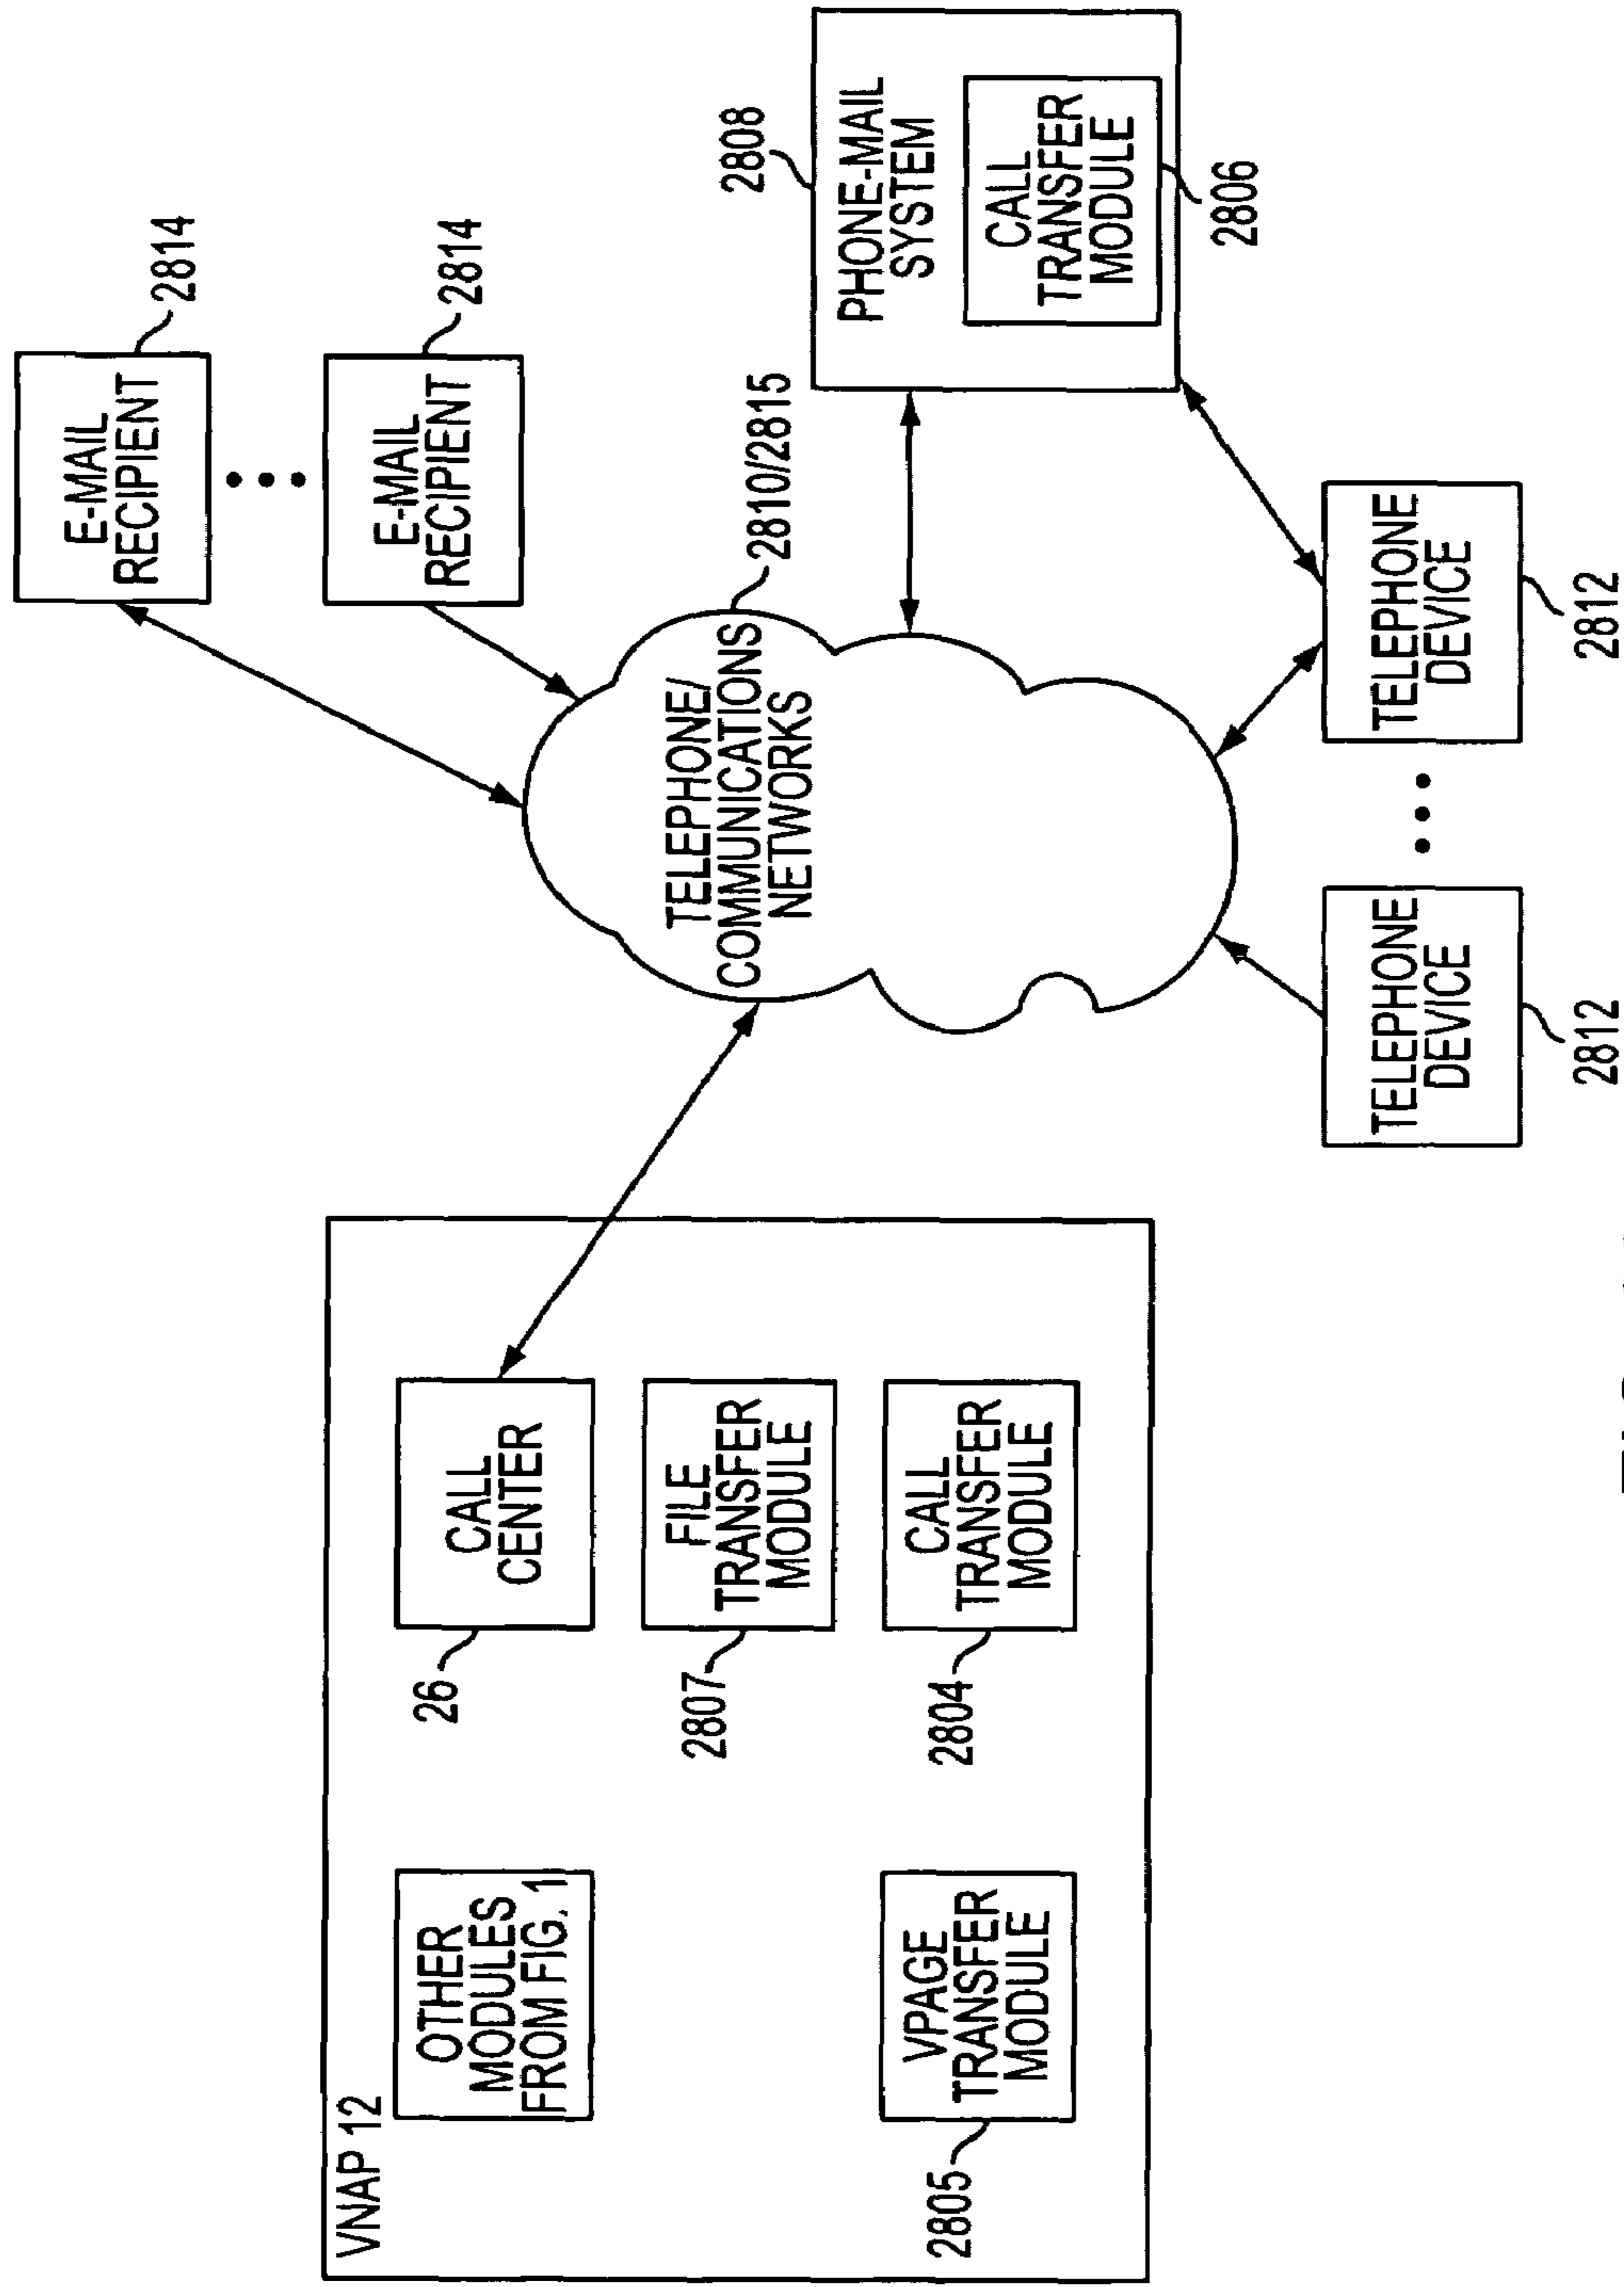 VNAP 12
OTHER
MODULES
FROM FIG. 1
CALL
CENTER
26
FILE
TRANSFER
MODULE
2807
VPAGE
TRANSFER
MODULE
2805
CALL
TRANSFER
MODULE
2804
E-MAIL
RECIPIENT
2814
E-MAIL
RECIPIENT
2814
TELEPHONE/
COMMUNICATIONS
NETWORKS
2810/2815
PHONE-MAIL
SYSTEM
2808
CALL
TRANSFER
MODULE
2806
TELEPHONE
DEVICE
2812
TELEPHONE
DEVICE
2812